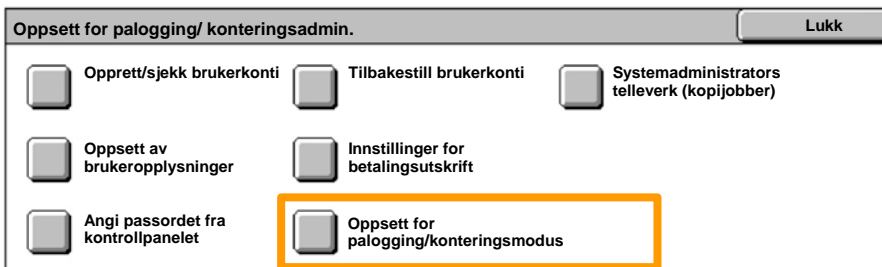 Oppsett for palogging/ konteringsadmin.
Lukk
Opprett/sjekk brukerkonti
Tilbakestill brukerkonti
Systemadministrators
telleverk (kopijobber)
Oppsett av
brukeropplysninger
Innstillinger for
betalingsutskrift
Angi passordet fra
kontrollpanelet
Oppsett for
palogging/konteringsmodus